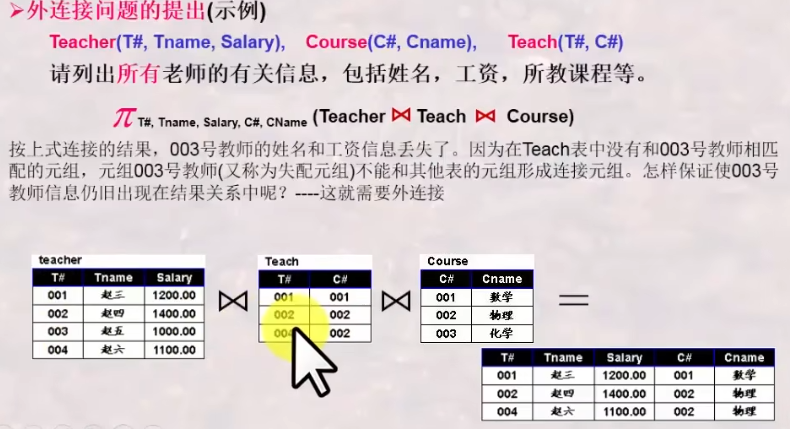 ➢外连接问题的提出(示例)
Teacher(T#, Tname, Salary), Course(C#, Cname), Teach(T#, C#)
请列出所有老师的有关信息，包括姓名，工资，所教课程等。
π T#, Tname, Salary, C#, CName (Teacher ⋈ Teach ⋈ Course)
按上式连接的结果，003号教师的姓名和工资信息丢失了。因为在Teach表中没有和003号教师相匹
配的元组，元组003号教师(又称为失配元组)不能和其他表的元组形成连接元组。怎样保证使003号
教师信息仍旧出现在结果关系中呢？----这就需要外连接
teacher
T# Tname Salary
001 赵三 1200.00
002 赵四 1400.00
003 赵五 1000.00
004 赵六 1100.00
⋈
Teach
T# C#
001 001
002 002
004 002
⋈
Course
C# Cname
001 数学
002 物理
003 化学
=
T# Tname Salary C# Cname
001 赵三 1200.00 001 数学
002 赵四 1400.00 002 物理
004 赵六 1100.00 002 物理